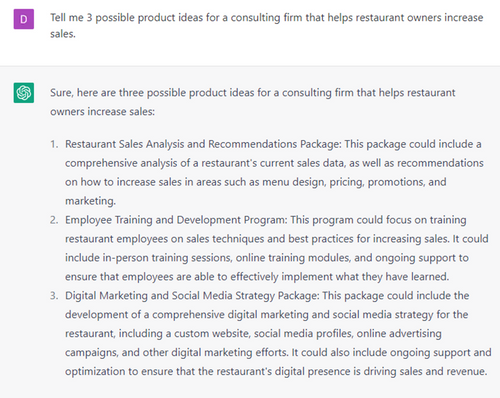 D
Tell me 3 possible product ideas for a consulting firm that helps restaurant owners increase
sales.
Sure, here are three possible product ideas for a consulting firm that helps restaurant
owners increase sales:
1. Restaurant Sales Analysis and Recommendations Package: This package could include a
comprehensive analysis of a restaurant's current sales data, as well as recommendations
on how to increase sales in areas such as menu design, pricing, promotions, and
marketing.
2. Employee Training and Development Program: This program could focus on training
restaurant employees on sales techniques and best practices for increasing sales. It could
include in-person training sessions, online training modules, and ongoing support to
ensure that employees are able to effectively implement what they have learned.
3. Digital Marketing and Social Media Strategy Package: This package could include the
development of a comprehensive digital marketing and social media strategy for the
restaurant, including a custom website, social media profiles, online advertising
campaigns, and other digital marketing efforts. It could also include ongoing support and
optimization to ensure that the restaurant's digital presence is driving sales and revenue.